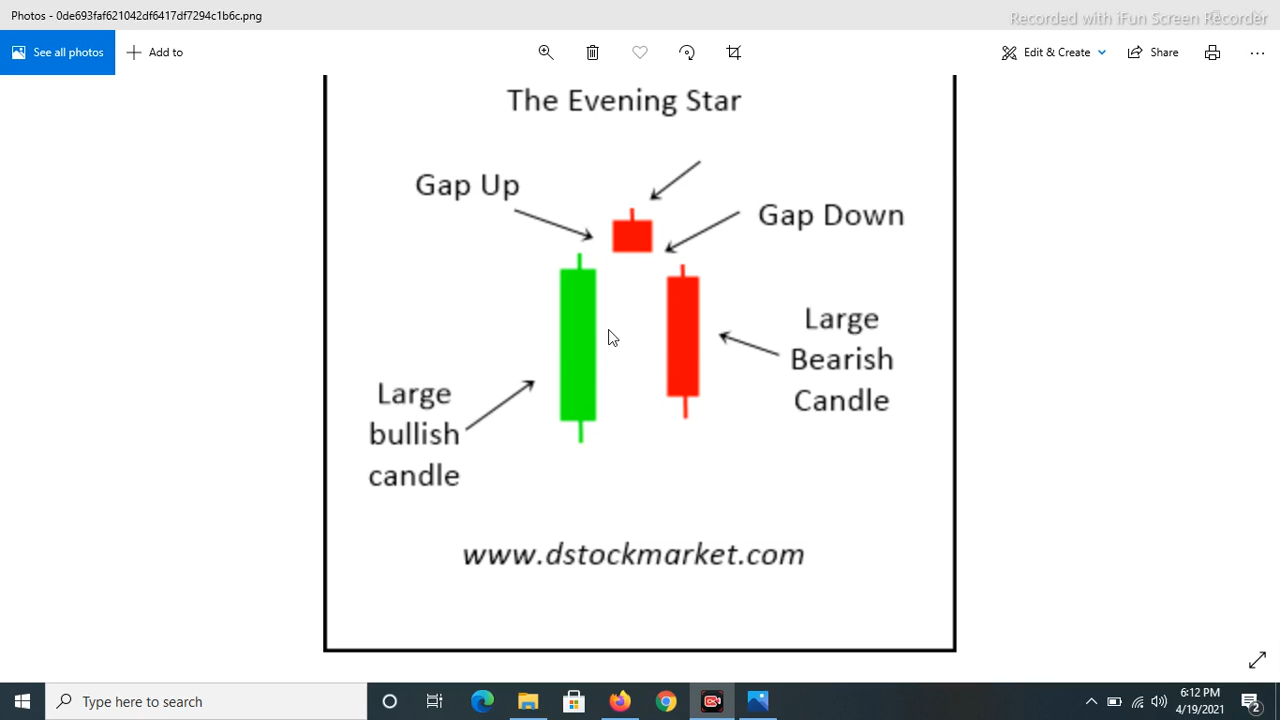 Photos - 0de693faf621042df6417df7294c1b6c.png
Recorded with iFun Screen Recorder
See all photos
Add to
Edit & Create
Share
The Evening Star
Gap Up
Gap Down
Large
Bearish
Candle
Large
bullish
candle
www.dstockmarket.com
Type here to search
6:12 PM
4/19/2021
2